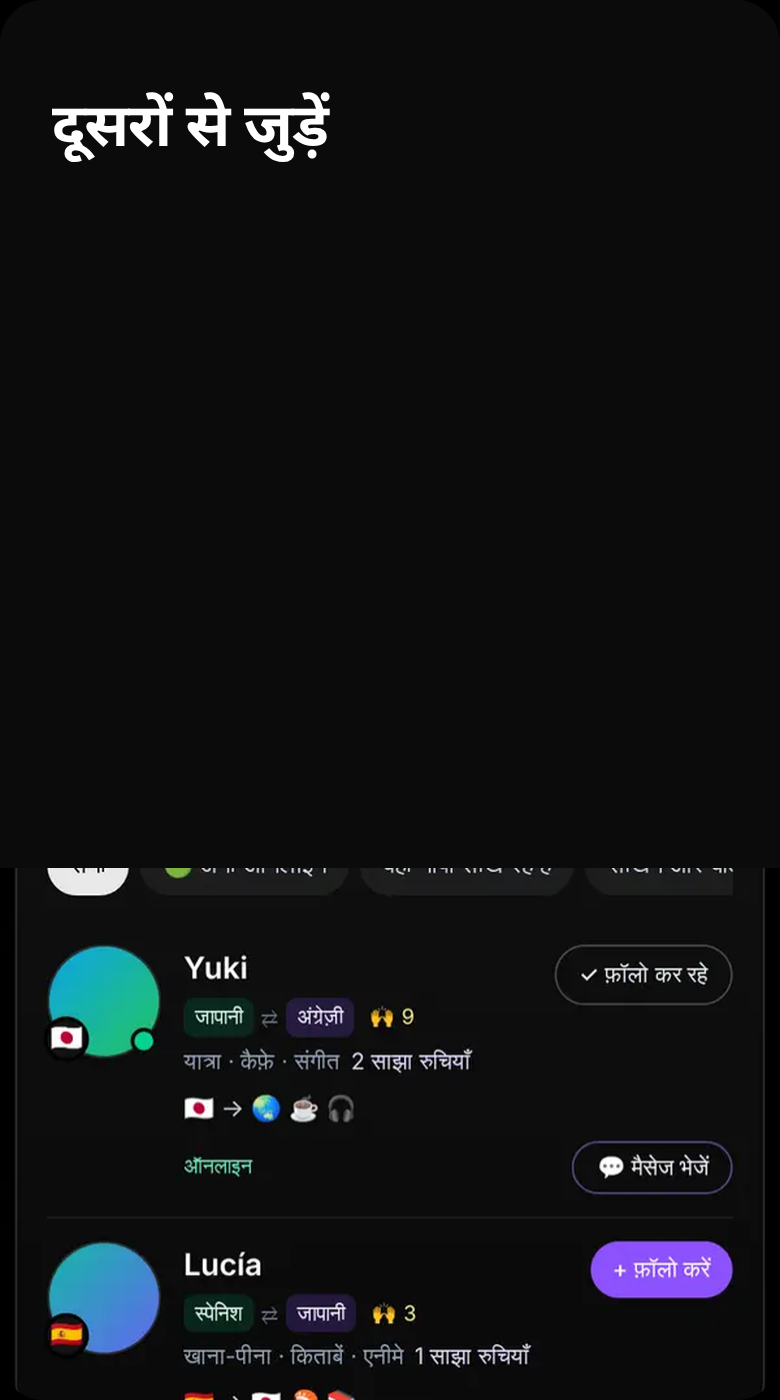 दूसरों से जुड़ें
Yuki
✓ फ़ॉलो कर रहे
जापानी ⇄ अंग्रेज़ी 🙌 9
यात्रा · कैफ़े · संगीत 2 साझा रुचियाँ
🇯🇵 → 🌏 ☕ 🎧
ऑनलाइन
💬 मैसेज भेजें
Lucía
+ फ़ॉलो करें
स्पेनिश ⇄ जापानी 🙌 3
खाना-पीना · किताबें · एनीमे 1 साझा रुचियाँ